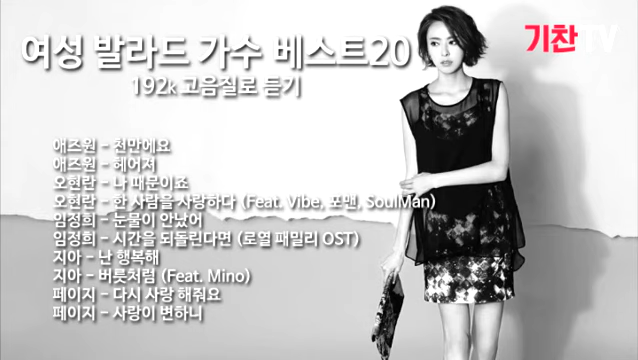 여성 발라드 가수 베스트20
기찬TV
192k 고음질로 듣기
애즈원 - 천만에요
애즈원 - 헤어져
오현란 - 나 때문이죠
오현란 - 한 사람을 사랑하다 (Feat. Vibe, 포맨, SoulMan)
임정희 - 눈물이 안났어
임정희 - 시간을 되돌린다면 (로열 패밀리 OST)
지아 - 난 행복해
지아 - 버릇처럼 (Feat. Mino)
페이지 - 다시 사랑 해줘요
페이지 - 사랑이 변하니